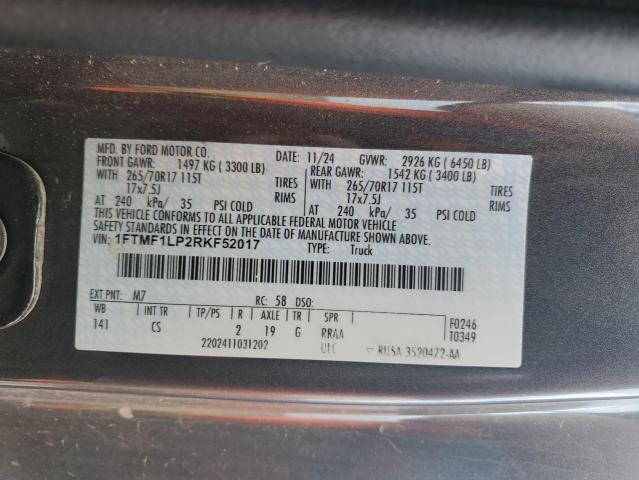 MFD. BY FORD MOTOR CO. DATE: 11/24 GVWR: 2926 KG ( 6450 LB)
FRONT GAWR: 1497 KG ( 3300 LB) REAR GAWR: 1542 KG ( 3400 LB)
WITH 265/70R17 115T TIRES WITH 265/70R17 115T TIRES
17x7.5J RIMS 17x7.5J RIMS
AT 240 kPa/ 35 PSI COLD AT 240 kPa/ 35 PSI COLD
THIS VEHICLE CONFORMS TO ALL APPLICABLE FEDERAL MOTOR VEHICLE
SAFETY STANDARDS IN EFFECT ON THE DATE OF MANUFACTURE SHOWN ABOVE.
VIN: 1FTMF1LP2RKF52017 TYPE: Truck
EXT PNT: M7 RC: 58 DSO:
WB INT TR TP/PS R AXLE TR SPR F0246
141 CS 2 19 G RRAA T0349
2202411031202 UTC RU5A 3520472-AA